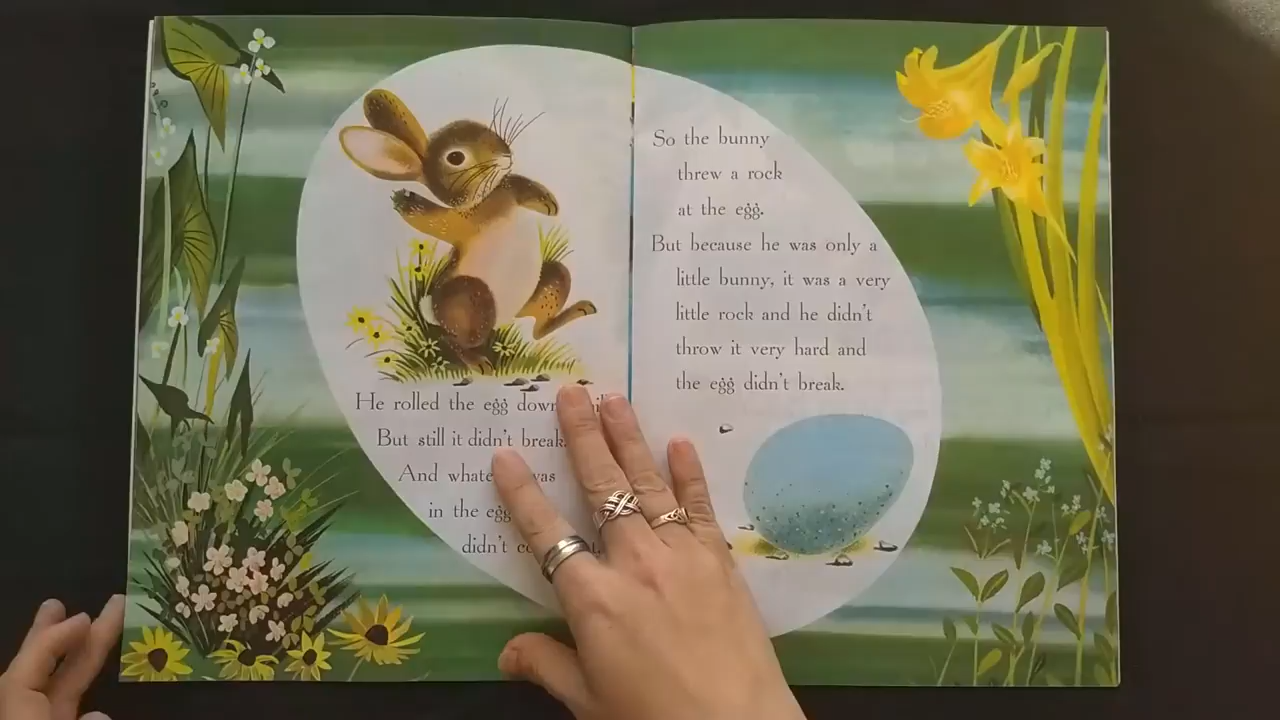 He rolled the egg down
But still it didn't break.
And was
in the egg
didn't
So the bunny
threw a rock
at the egg.
But because he was only a
little bunny, it was a very
little rock and he didn't
throw it very hard and
the egg didn't break.